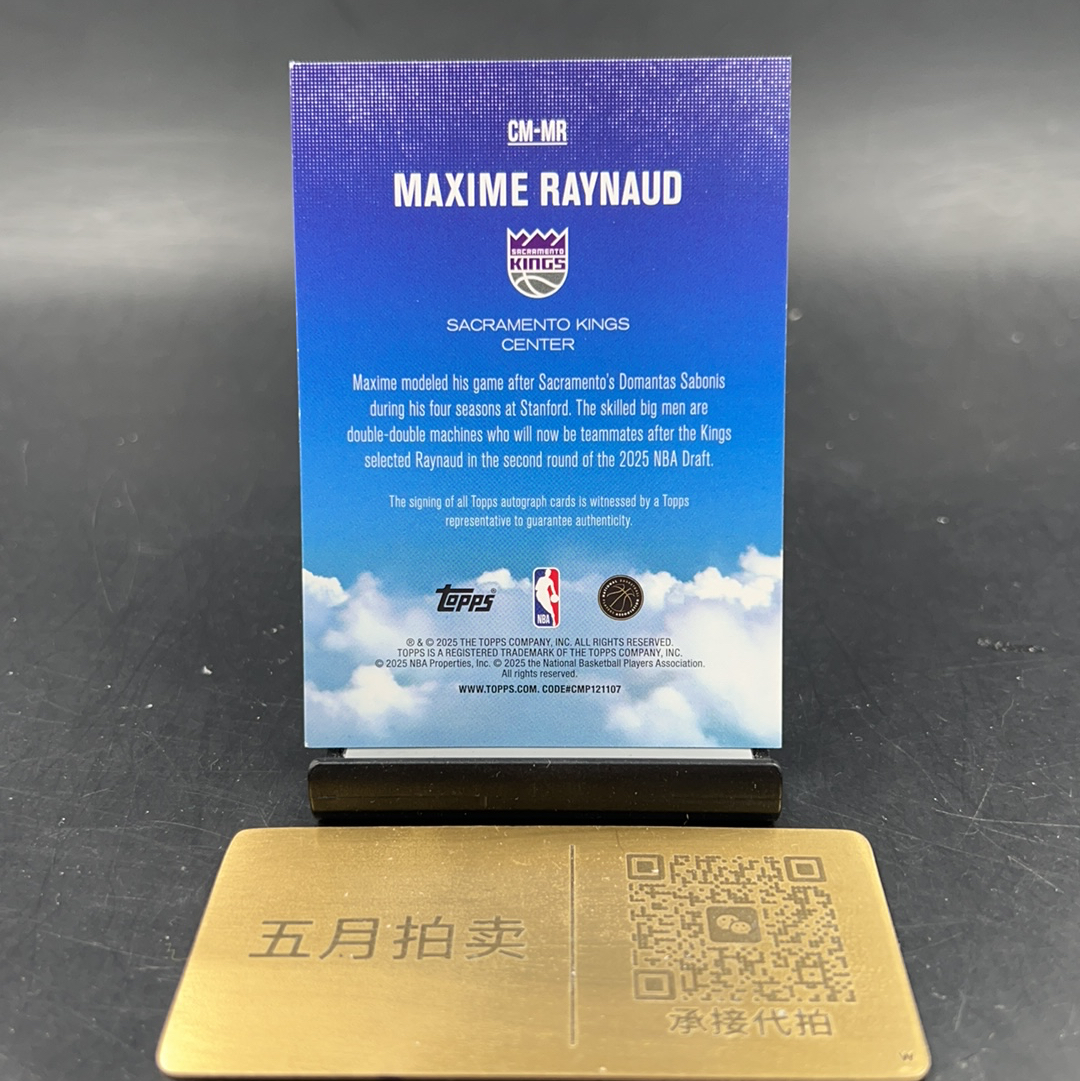 CM-MR
MAXIME RAYNAUD
SACRAMENTO
KINGS
SACRAMENTO KINGS
CENTER
Maxime modeled his game after Sacramento's Domantas Sabonis
during his four seasons at Stanford. The skilled big men are
double-double machines who will now be teammates after the Kings
selected Raynaud in the second round of the 2025 NBA Draft.
The signing of all Topps autograph cards is witnessed by a Topps
representative to guarantee authenticity.
topps®
NBA
® & © 2025 THE TOPPS COMPANY, INC. ALL RIGHTS RESERVED.
TOPPS IS A REGISTERED TRADEMARK OF THE TOPPS COMPANY, INC.
© 2025 NBA Properties, Inc. © 2025 the National Basketball Players Association.
All rights reserved.
WWW.TOPPS.COM. CODE#CMP121107
五月拍卖
承接代拍
W